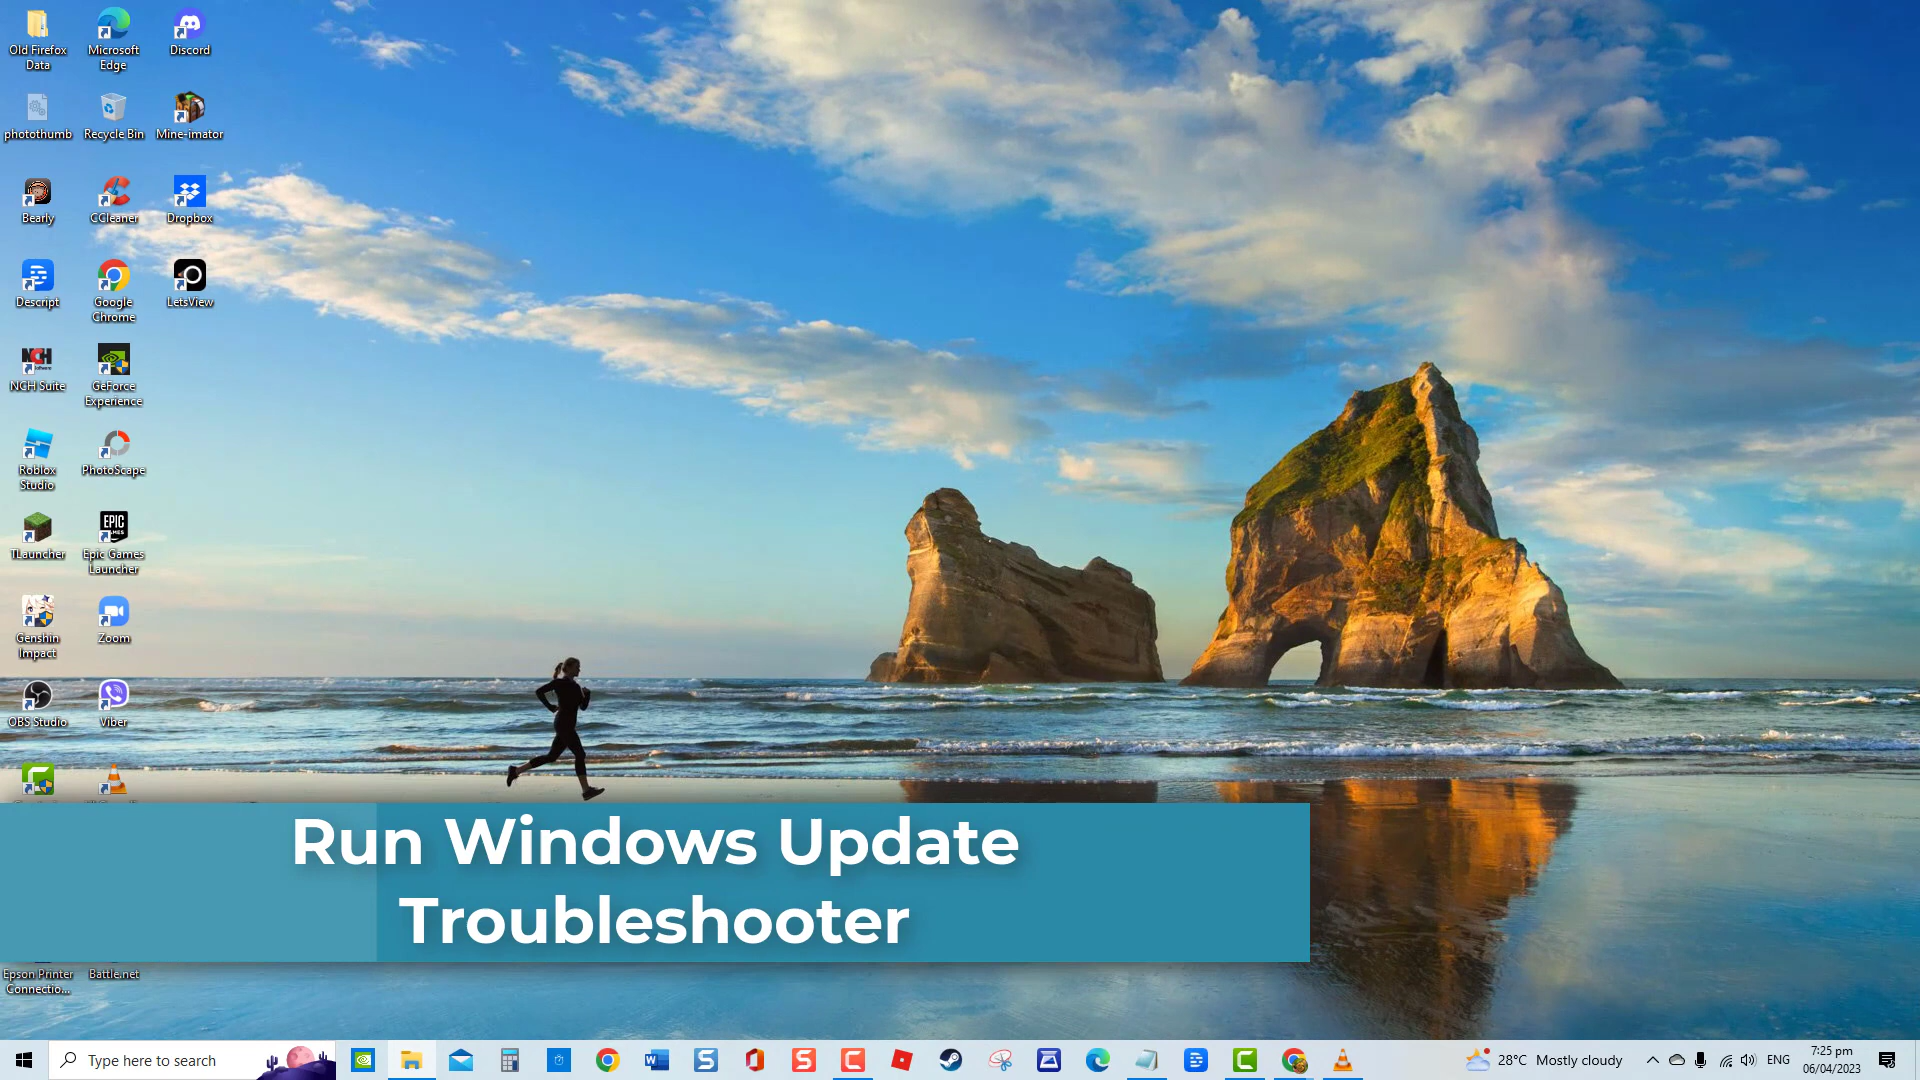 Old Firefox
Data
Microsoft
Edge
Discord
photothumb
Recycle Bin
Mine-imator
Bearly
CCleaner
Dropbox
Descript
Google
Chrome
LetsView
NCH Suite
GeForce
Experience
Roblox
Studio
PhotoScape
TLauncher
EPIC
GAMES
Epic Games
Launcher
Genshin
Impact
Zoom
OBS Studio
Viber
Run Windows Update
Troubleshooter
Epson Printer
Connectio...
Battle.net
Type here to search
28°C Mostly cloudy
ENG
7:25 pm
06/04/2023